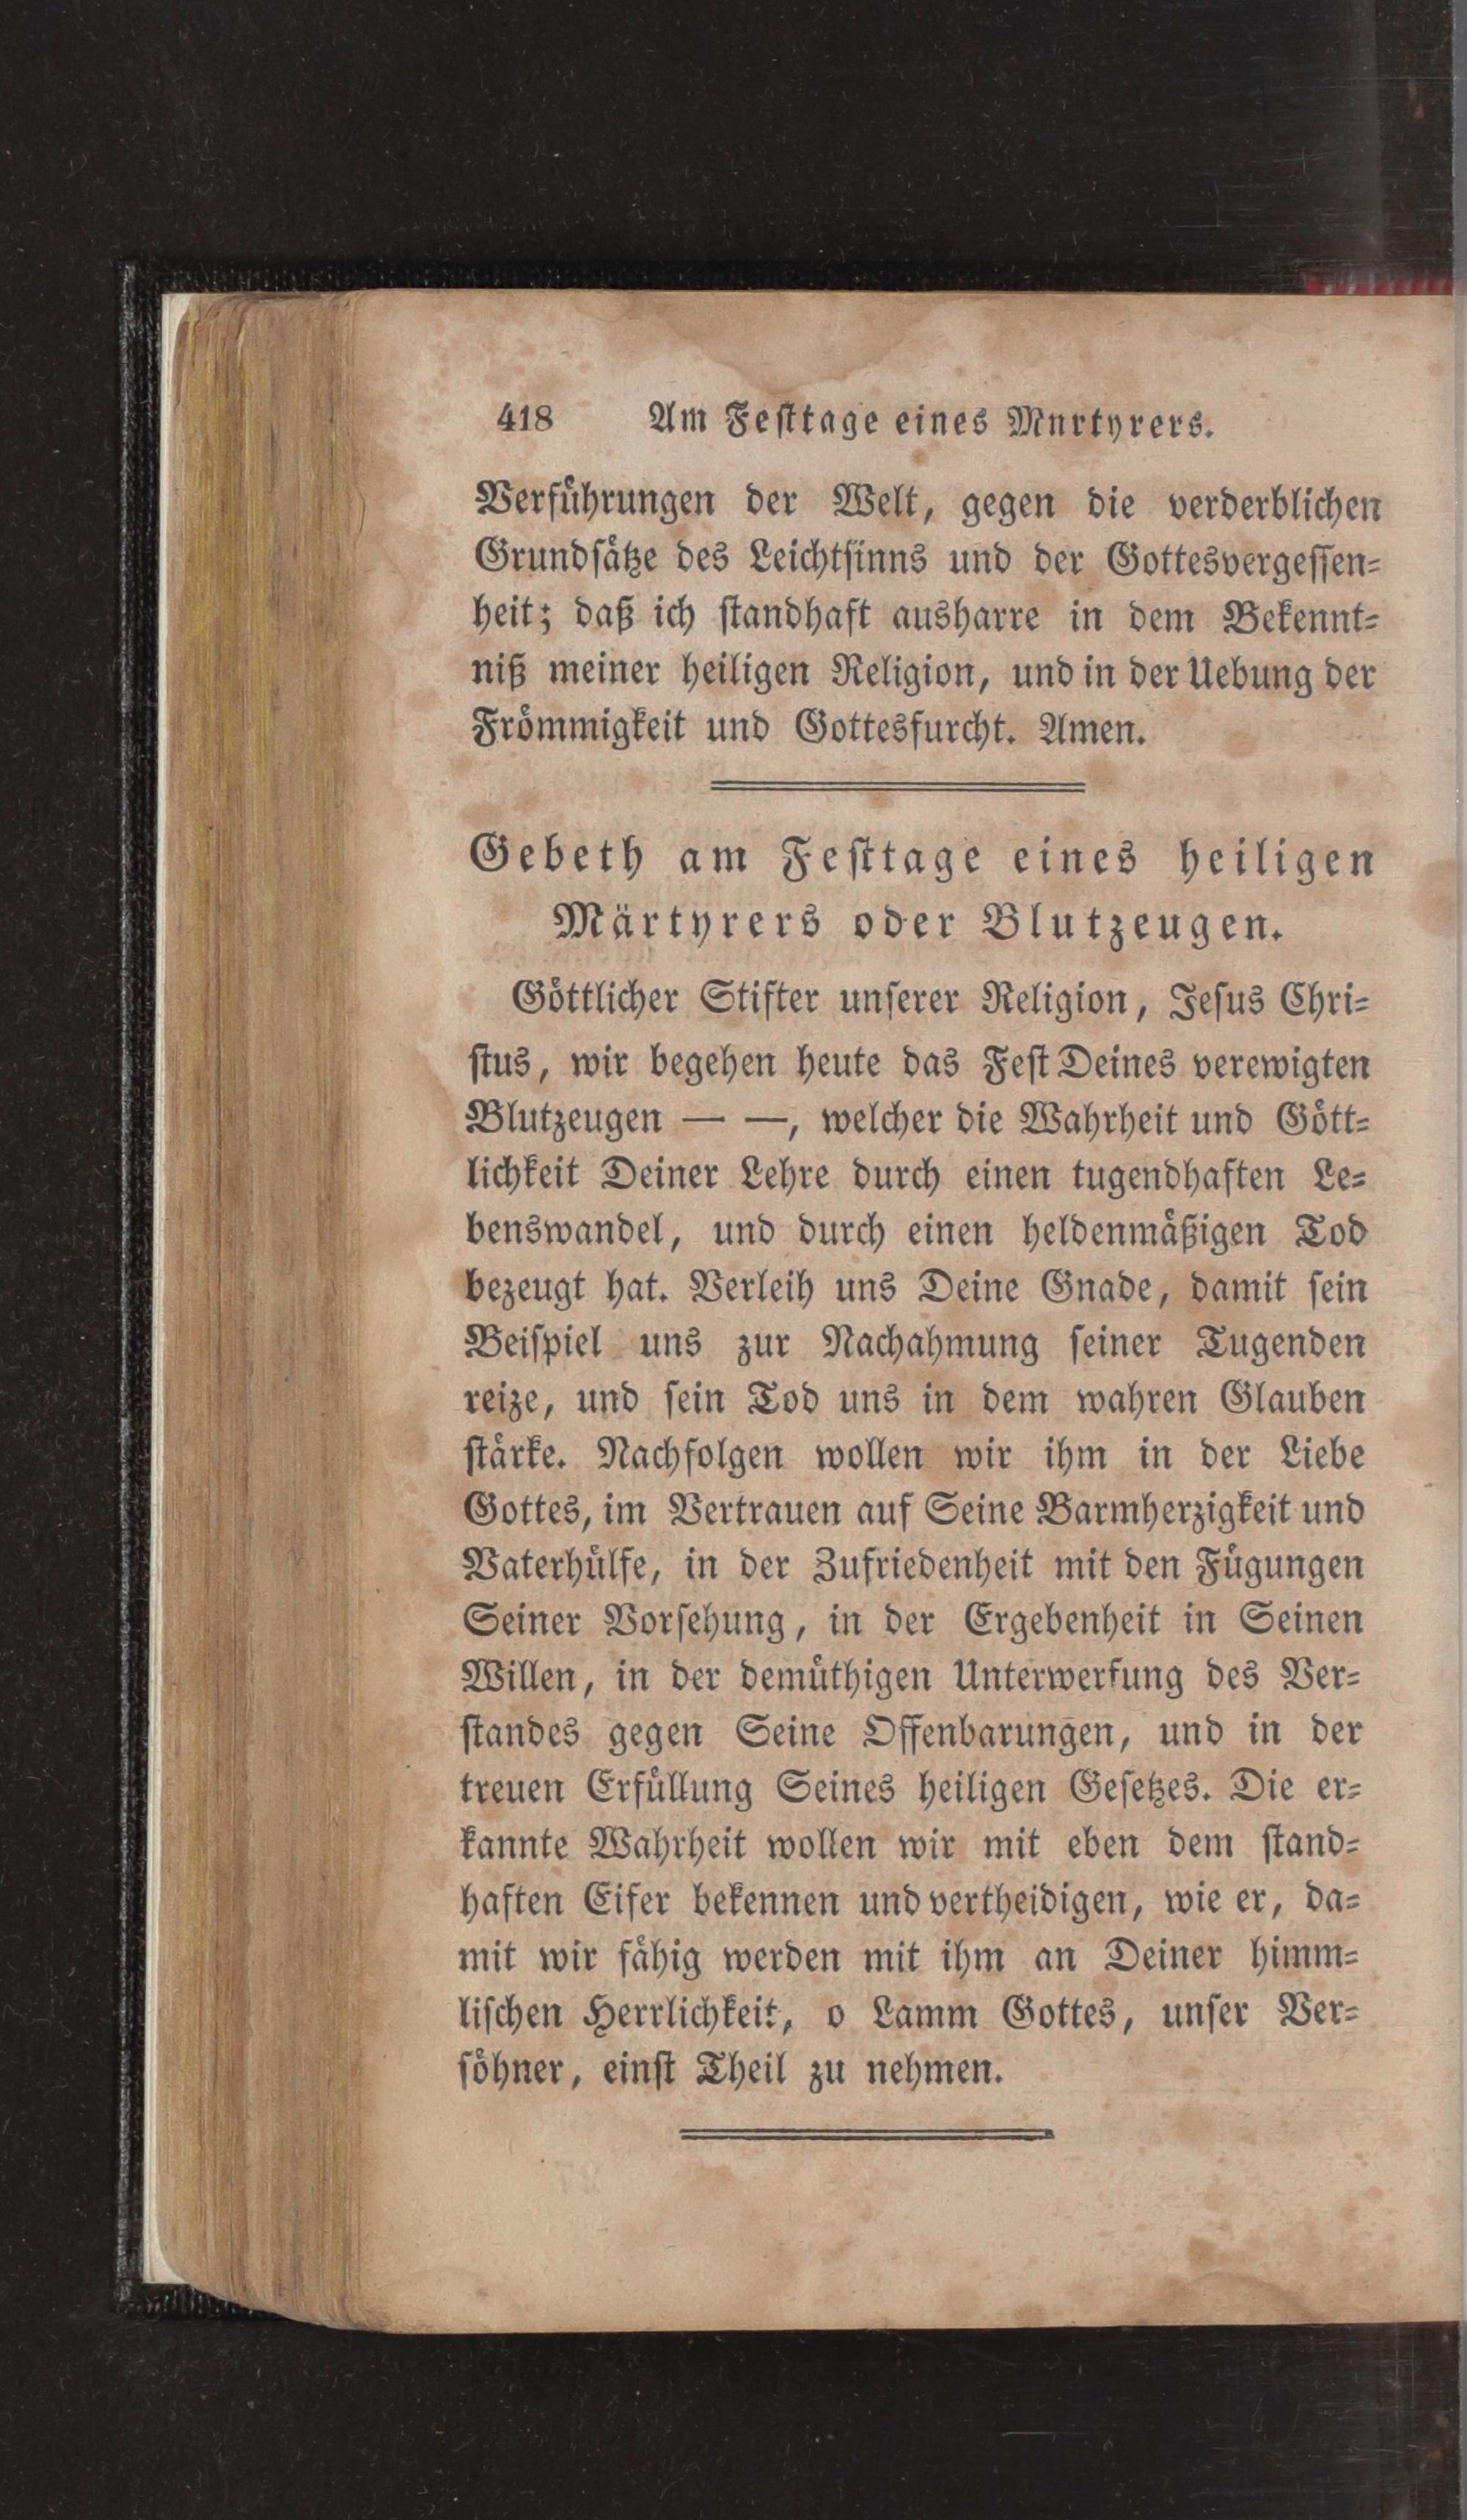 418 Am Feſttage eines Mnrtyrers.
Verführungen der Welt, gegen die verderblichen
Grundſätze des Leichtſinns und der Gottesvergeſſen-
heit; daß ich ſtandhaft ausharre in dem Bekennt-
niß meiner heiligen Religion, und in der Uebung der
Frömmigkeit und Gottesfurcht. Amen.
Gebeth am Feſttage eines heiligen
Märtyrers oder Blutzeugen.
Göttlicher Stifter unſerer Religion, Jeſus Chri-
ſtus, wir begehen heute das Feſt Deines verewigten
Blutzeugen — —, welcher die Wahrheit und Gött-
lichkeit Deiner Lehre durch einen tugendhaften Le-
benswandel, und durch einen heldenmäßigen Tod
bezeugt hat. Verleih uns Deine Gnade, damit ſein
Beiſpiel uns zur Nachahmung ſeiner Tugenden
reize, und ſein Tod uns in dem wahren Glauben
ſtärke. Nachfolgen wollen wir ihm in der Liebe
Gottes, im Vertrauen auf Seine Barmherzigkeit und
Vaterhülfe, in der Zufriedenheit mit den Fügungen
Seiner Vorſehung, in der Ergebenheit in Seinen
Willen, in der demüthigen Unterwerfung des Ver-
ſtandes gegen Seine Offenbarungen, und in der
treuen Erfüllung Seines heiligen Geſetzes. Die er-
kannte Wahrheit wollen wir mit eben dem ſtand-
haften Eifer bekennen und vertheidigen, wie er, da-
mit wir fähig werden mit ihm an Deiner himm-
liſchen Herrlichkeit, o Lamm Gottes, unſer Ver-
ſöhner, einſt Theil zu nehmen.